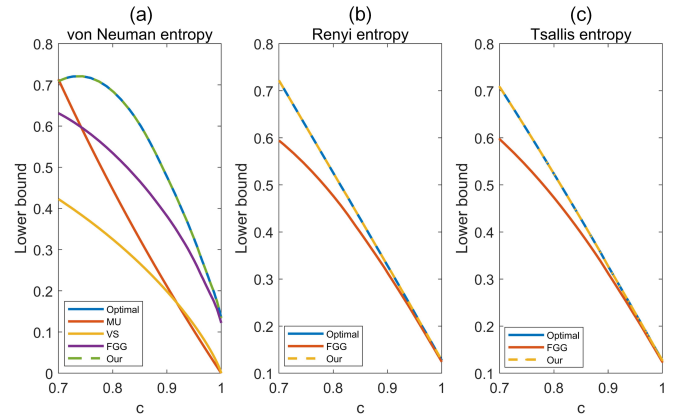 (a)
von Neuman entropy
0.8
0.7
0.6
0.5
0.4
0.3
0.2
0.1
0
Lower bound
Optimal
MU
VS
FGG
Our
0.7 0.8 0.9 1
c
(b)
Renyi entropy
0.8
0.7
0.6
0.5
0.4
0.3
0.2
0.1
Lower bound
Optimal
FGG
Our
0.7 0.8 0.9 1
c
(c)
Tsallis entropy
0.8
0.7
0.6
0.5
0.4
0.3
0.2
0.1
Lower bound
Optimal
FGG
Our
0.7 0.8 0.9 1
c